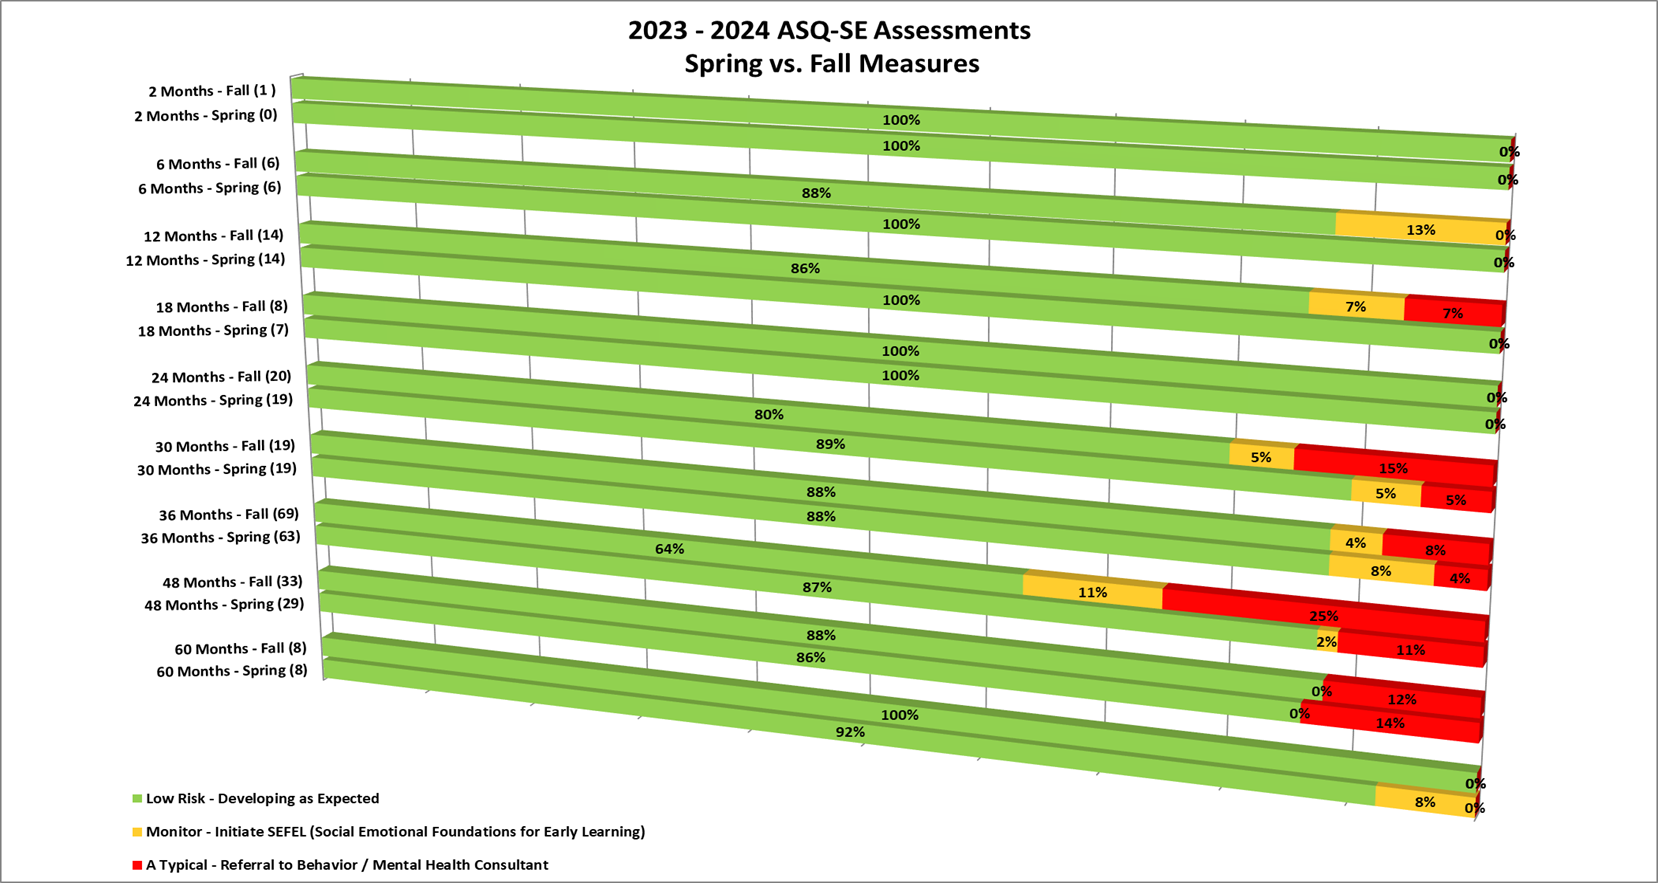 2023 - 2024 ASQ-SE Assessments
Spring vs. Fall Measures
2 Months - Fall (1 )
100%
0%
2 Months - Spring (0)
100%
0%
6 Months - Fall (6)
88%
13%
0%
6 Months - Spring (6)
100%
0%
12 Months - Fall (14)
86%
7%
7%
12 Months - Spring (14)
100%
0%
18 Months - Fall (8)
100%
0%
18 Months - Spring (7)
100%
0%
24 Months - Fall (20)
80%
5%
15%
24 Months - Spring (19)
89%
5%
5%
30 Months - Fall (19)
88%
4%
8%
30 Months - Spring (19)
88%
8%
4%
36 Months - Fall (69)
64%
11%
25%
36 Months - Spring (63)
87%
2%
11%
48 Months - Fall (33)
88%
0%
12%
48 Months - Spring (29)
86%
0%
14%
60 Months - Fall (8)
100%
0%
60 Months - Spring (8)
92%
8%
0%
Low Risk - Developing as Expected
Monitor - Initiate SEFEL (Social Emotional Foundations for Early Learning)
A Typical - Referral to Behavior / Mental Health Consultant